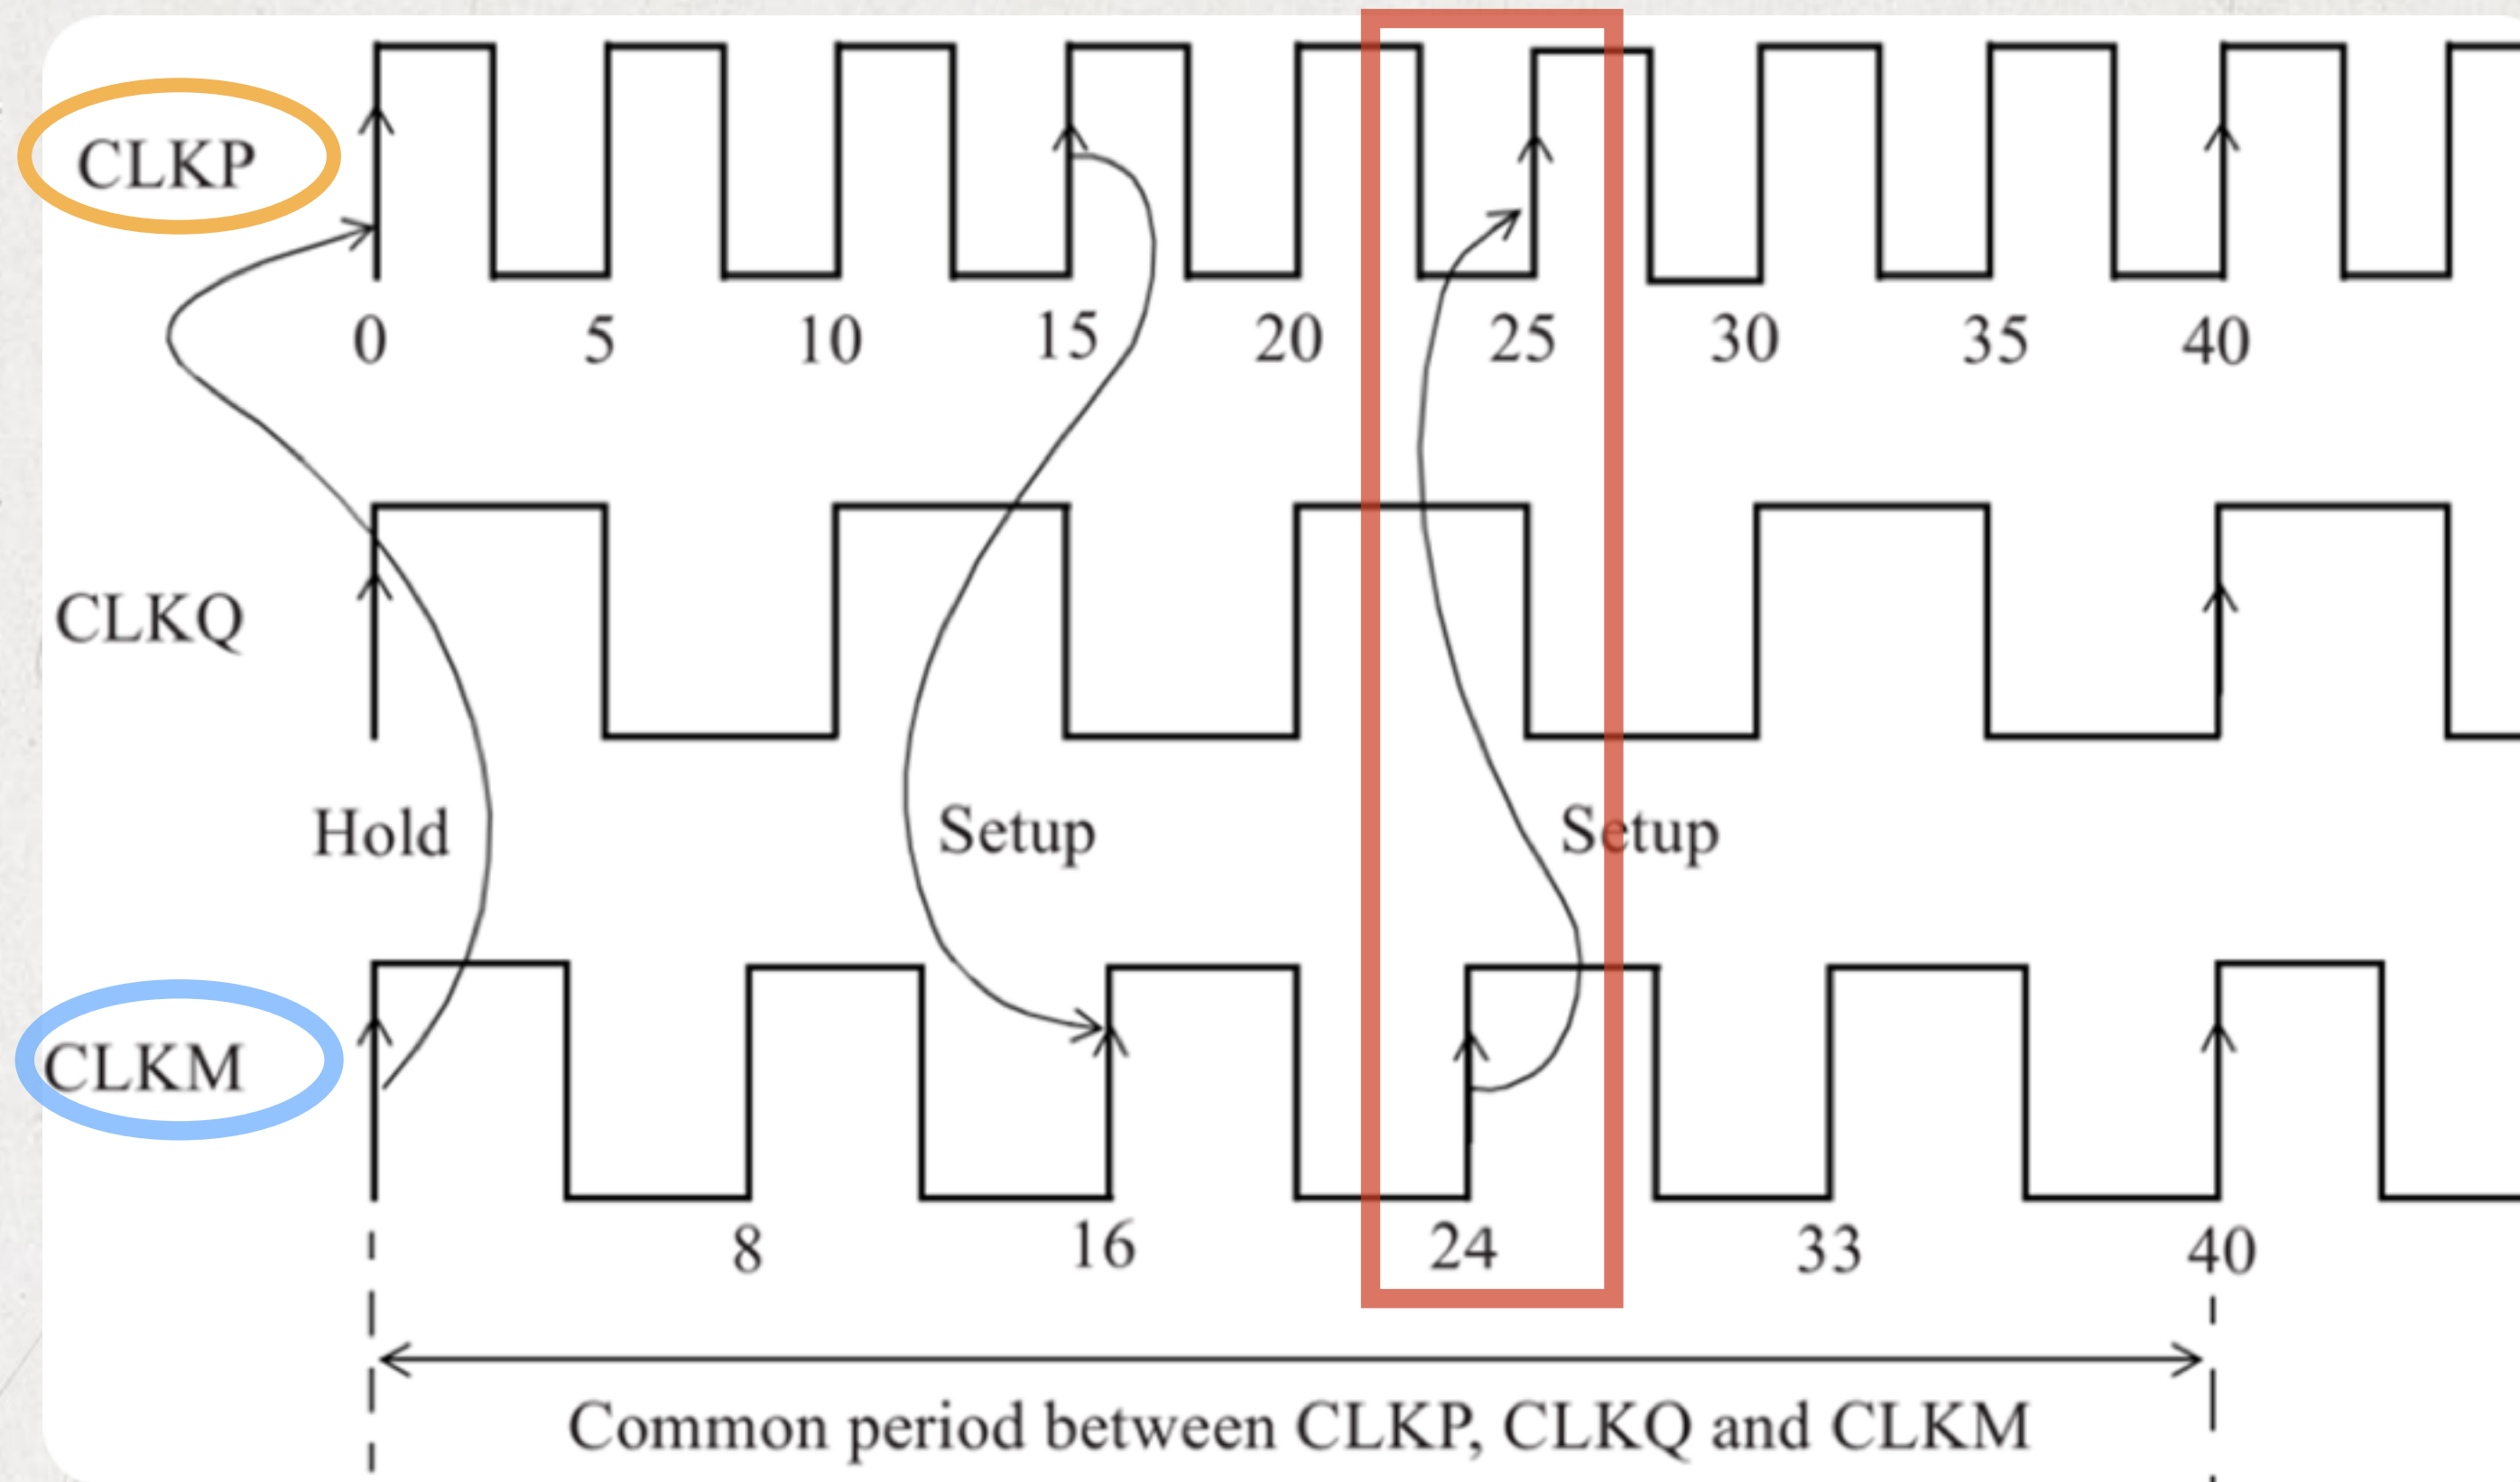 CLKP
0 5 10 15 20 25 30 35 40
CLKQ
Hold Setup Setup
CLKM
8 16 24 33 40
Common period between CLKP, CLKQ and CLKM